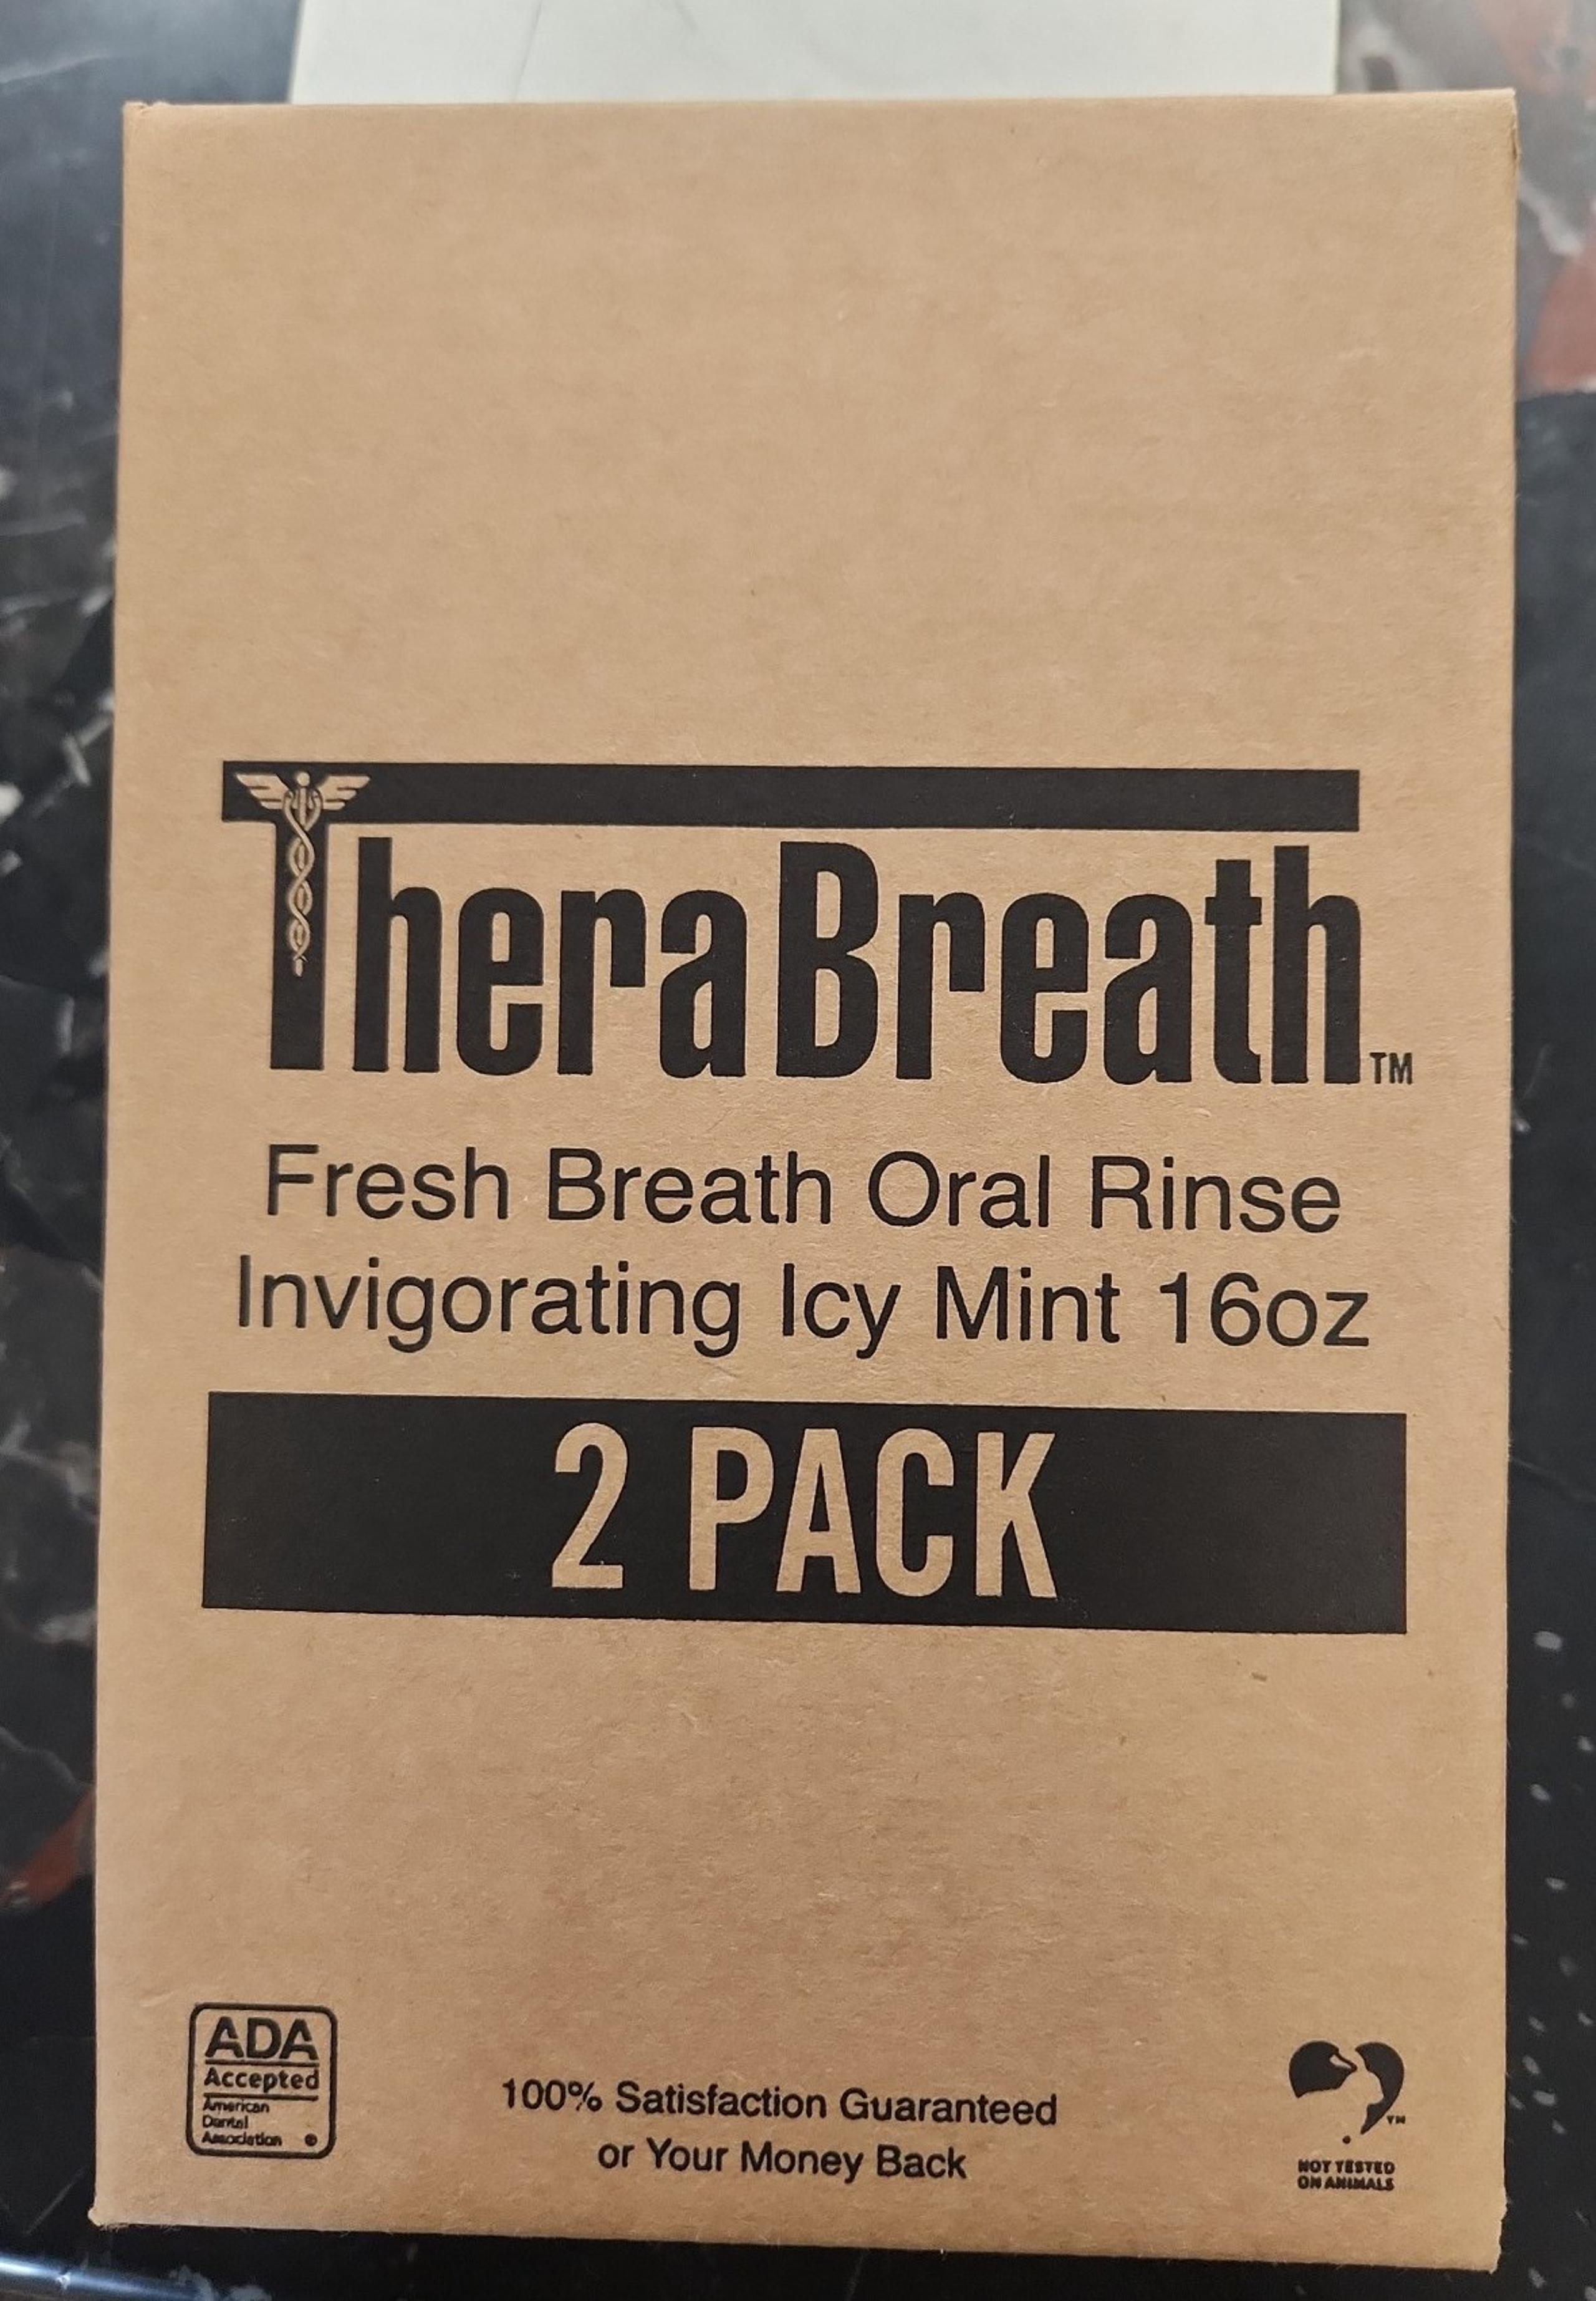 TheraBreath™
Fresh Breath Oral Rinse
Invigorating Icy Mint 16oz
2 PACK
ADA
Accepted
American
Dental
Association ®
100% Satisfaction Guaranteed
or Your Money Back
TM
NOT TESTED
ON ANIMALS